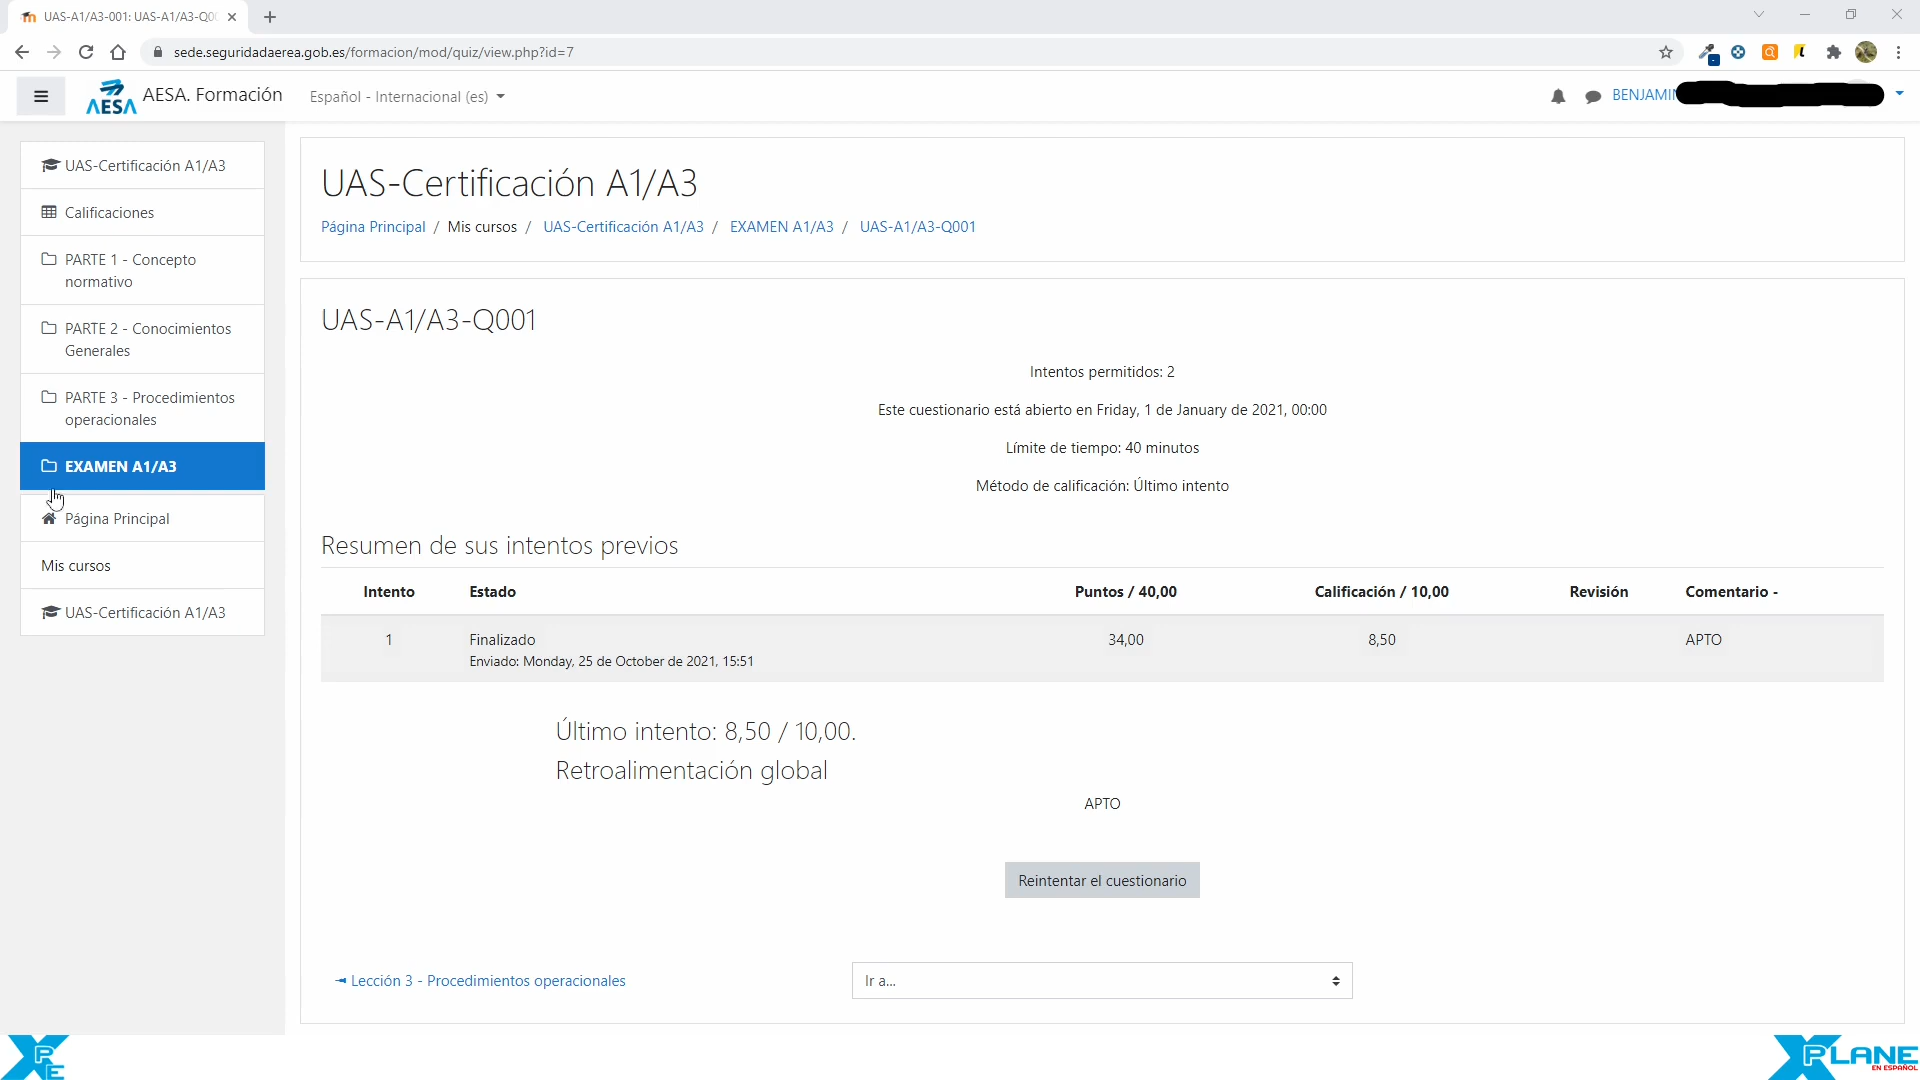 UAS-A1/A3-001: UAS-A1/A3-Q00
sede.seguridadaerea.gob.es/formacion/mod/quiz/view.php?id=7
AESA
AESA. Formación
Español - Internacional (es)
BENJAMIN
UAS-Certificación A1/A3
Calificaciones
PARTE 1 - Concepto
normativo
PARTE 2 - Conocimientos
Generales
PARTE 3 - Procedimientos
operacionales
EXAMEN A1/A3
Página Principal
Mis cursos
UAS-Certificación A1/A3
UAS-Certificación A1/A3
Página Principal / Mis cursos / UAS-Certificación A1/A3 / EXAMEN A1/A3 / UAS-A1/A3-Q001
UAS-A1/A3-Q001
Intentos permitidos: 2
Este cuestionario está abierto en Friday, 1 de January de 2021, 00:00
Límite de tiempo: 40 minutos
Método de calificación: Último intento
Resumen de sus intentos previos
Intento Estado Puntos / 40,00 Calificación / 10,00 Revisión Comentario -
1 Finalizado 34,00 8,50 APTO
Enviado: Monday, 25 de October de 2021, 15:51
Último intento: 8,50 / 10,00.
Retroalimentación global
APTO
Reintentar el cuestionario
◄ Lección 3 - Procedimientos operacionales
Ir a...
XPE
XPLANE
EN ESPAÑOL